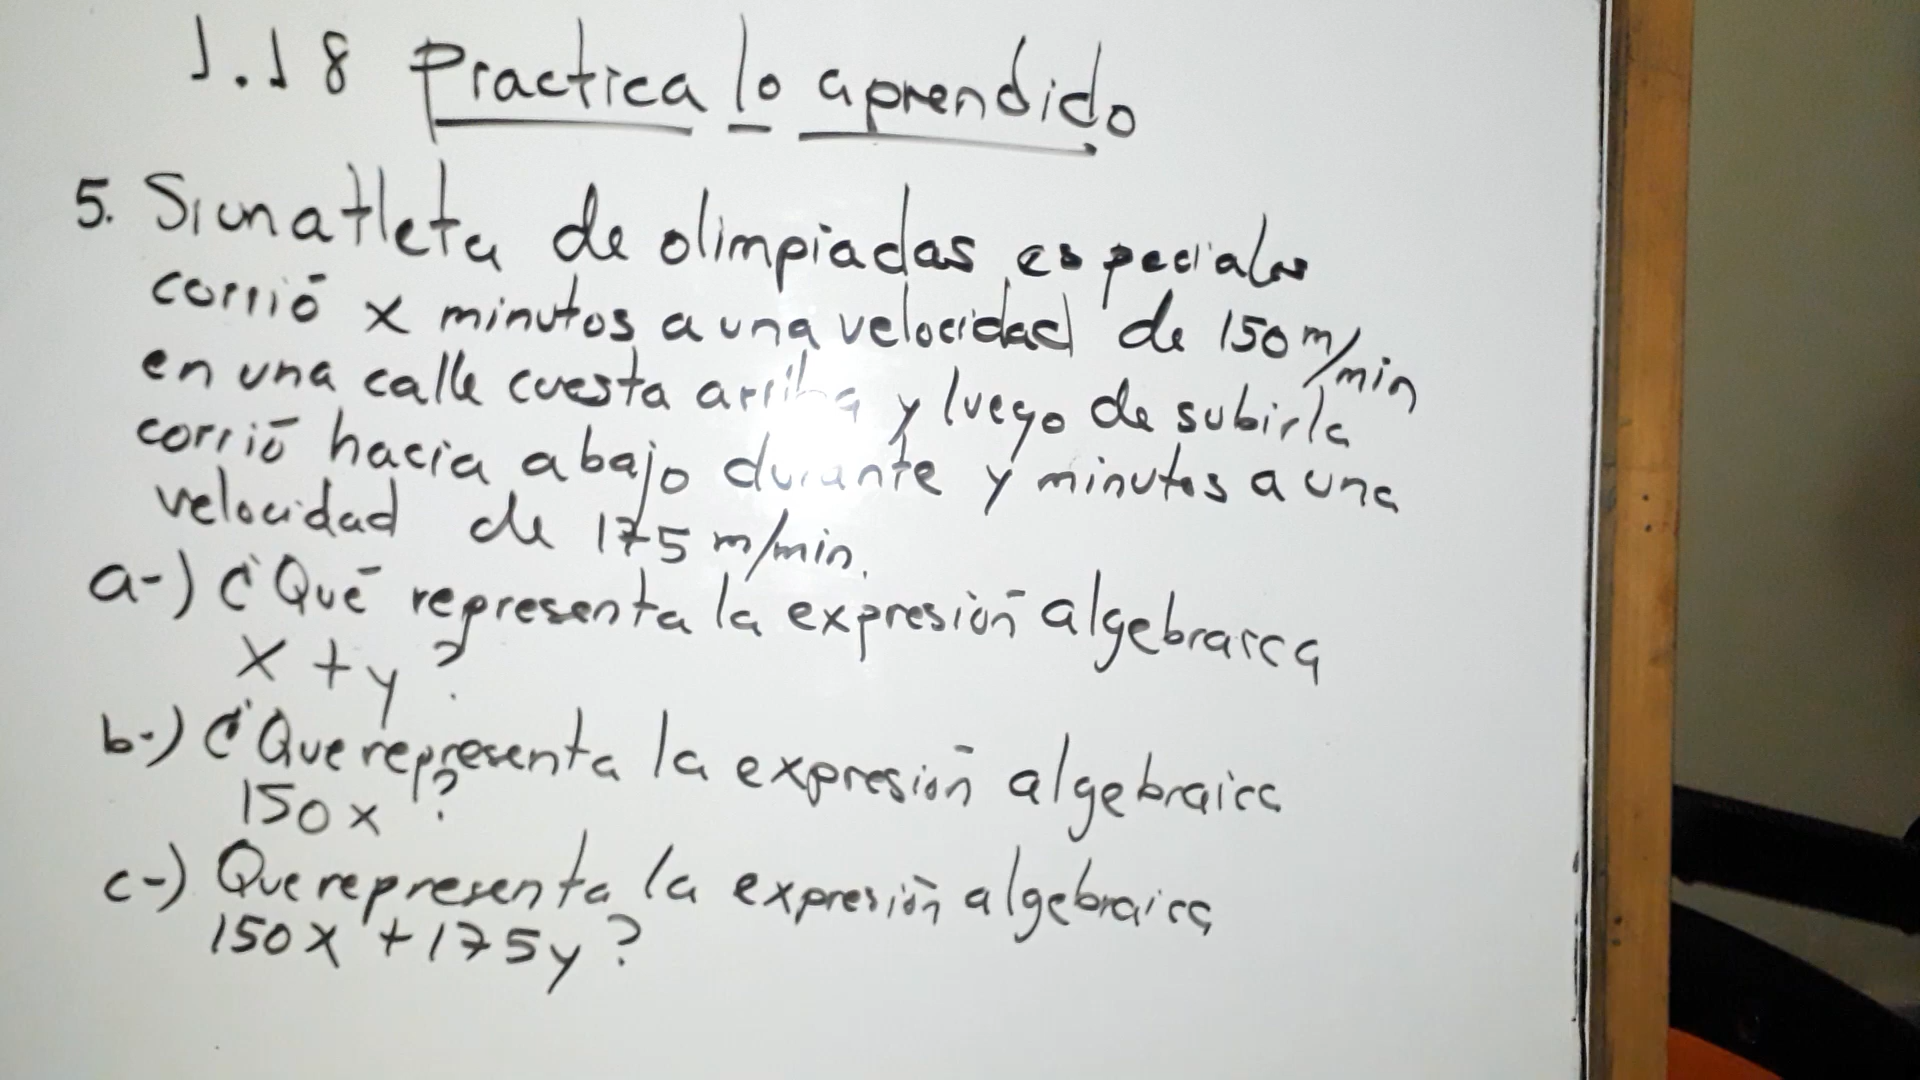 1.18 Practica lo aprendido
5. Si un atleta de olimpiadas especiales
corrió x minutos a una velocidad de 150 m/min
en una calle cuesta arriba y luego de subirla
corrió hacia abajo durante y minutos a una
velocidad de 175 m/min.
a-) ¿Qué representa la expresión algebraica
x + y?
b-) ¿Que representa la expresión algebraica
150x?
c-) Que representa la expresión algebraica
150x + 175y?